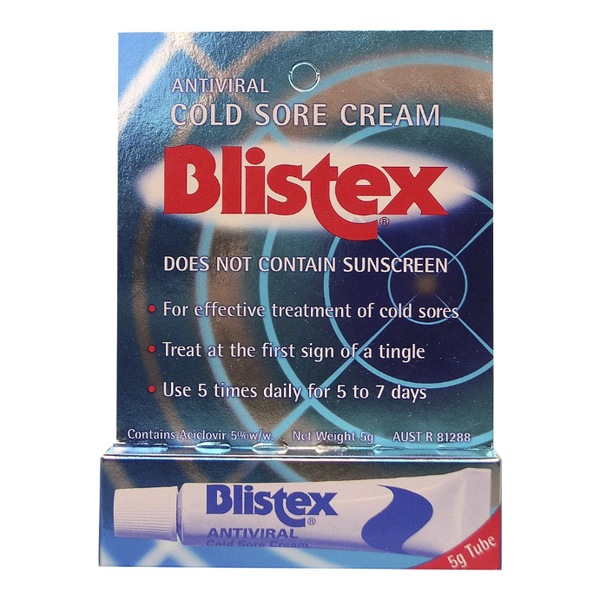 ANTIVIRAL
COLD SORE CREAM
Blistex®
DOES NOT CONTAIN SUNSCREEN
• For effective treatment of cold sores
• Treat at the first sign of a tingle
• Use 5 times daily for 5 to 7 days
Contains Aciclovir 5% w/w. Net Weight 5g AUST R 81288
Blistex®
ANTIVIRAL
Cold Sore Cream
5g Tube